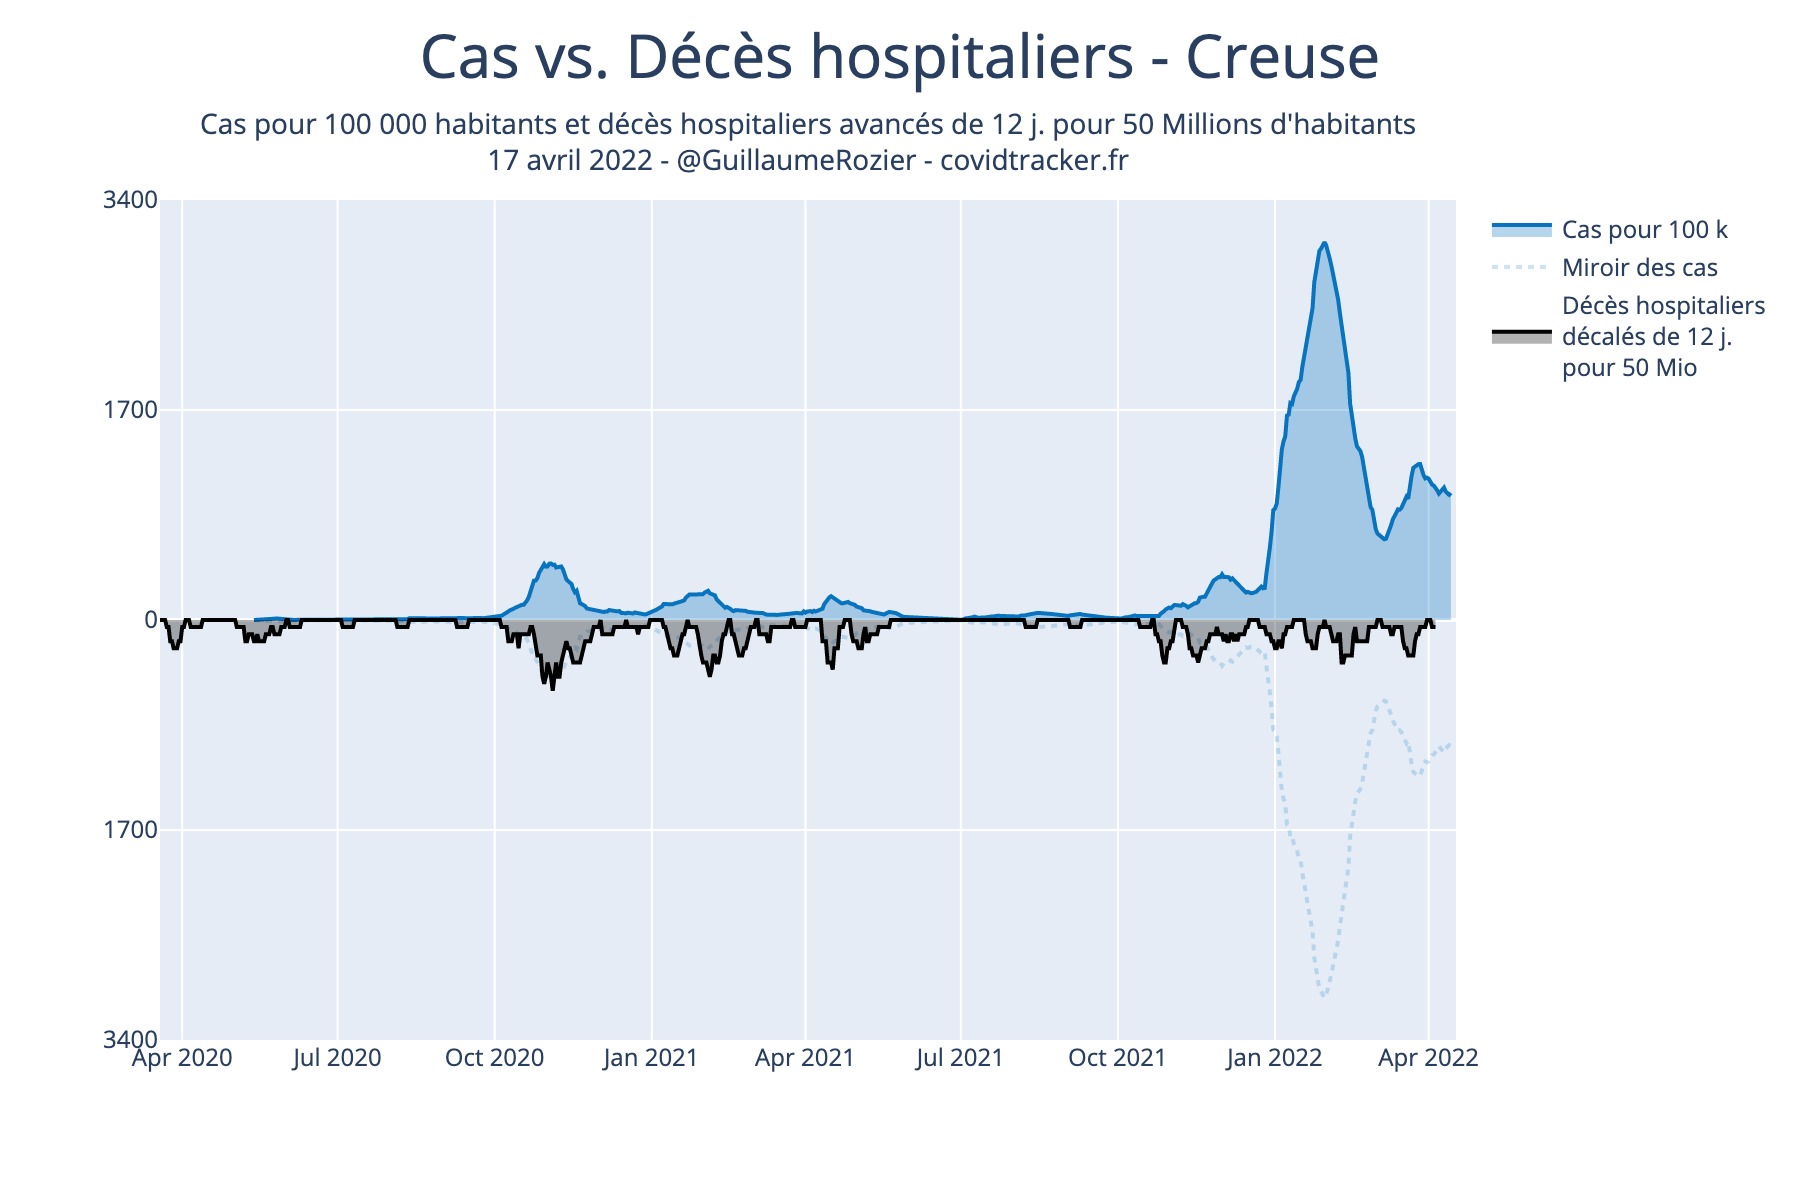 Cas vs. Décès hospitaliers - Creuse
Cas pour 100 000 habitants et décès hospitaliers avancés de 12 j. pour 50 Millions d'habitants
17 avril 2022 - @GuillaumeRozier - covidtracker.fr
3400
1700
0
1700
3400
Apr 2020
Jul 2020
Oct 2020
Jan 2021
Apr 2021
Jul 2021
Oct 2021
Jan 2022
Apr 2022
Cas pour 100 k
Miroir des cas
Décès hospitaliers
décalés de 12 j.
pour 50 Mio